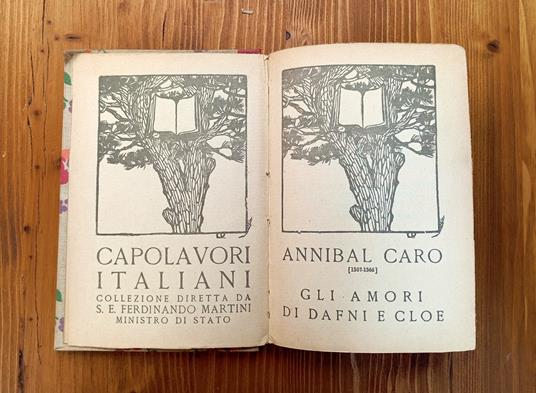 CAPOLAVORI
ITALIANI
COLLEZIONE DIRETTA DA
S. E. FERDINANDO MARTINI
MINISTRO DI STATO
ANNIBAL CARO
[1507-1566]
GLI AMORI
DI DAFNI E CLOE